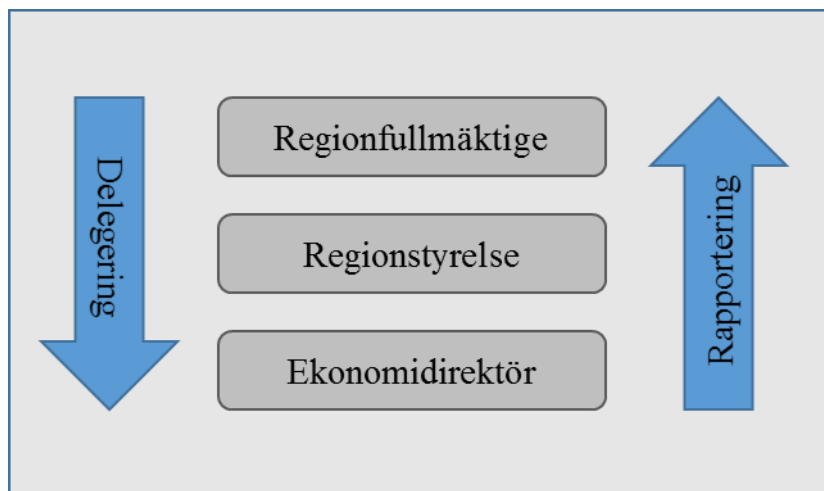 Delegering
Regionfullmäktige
Regionstyrelse
Ekonomidirektör
Rapportering